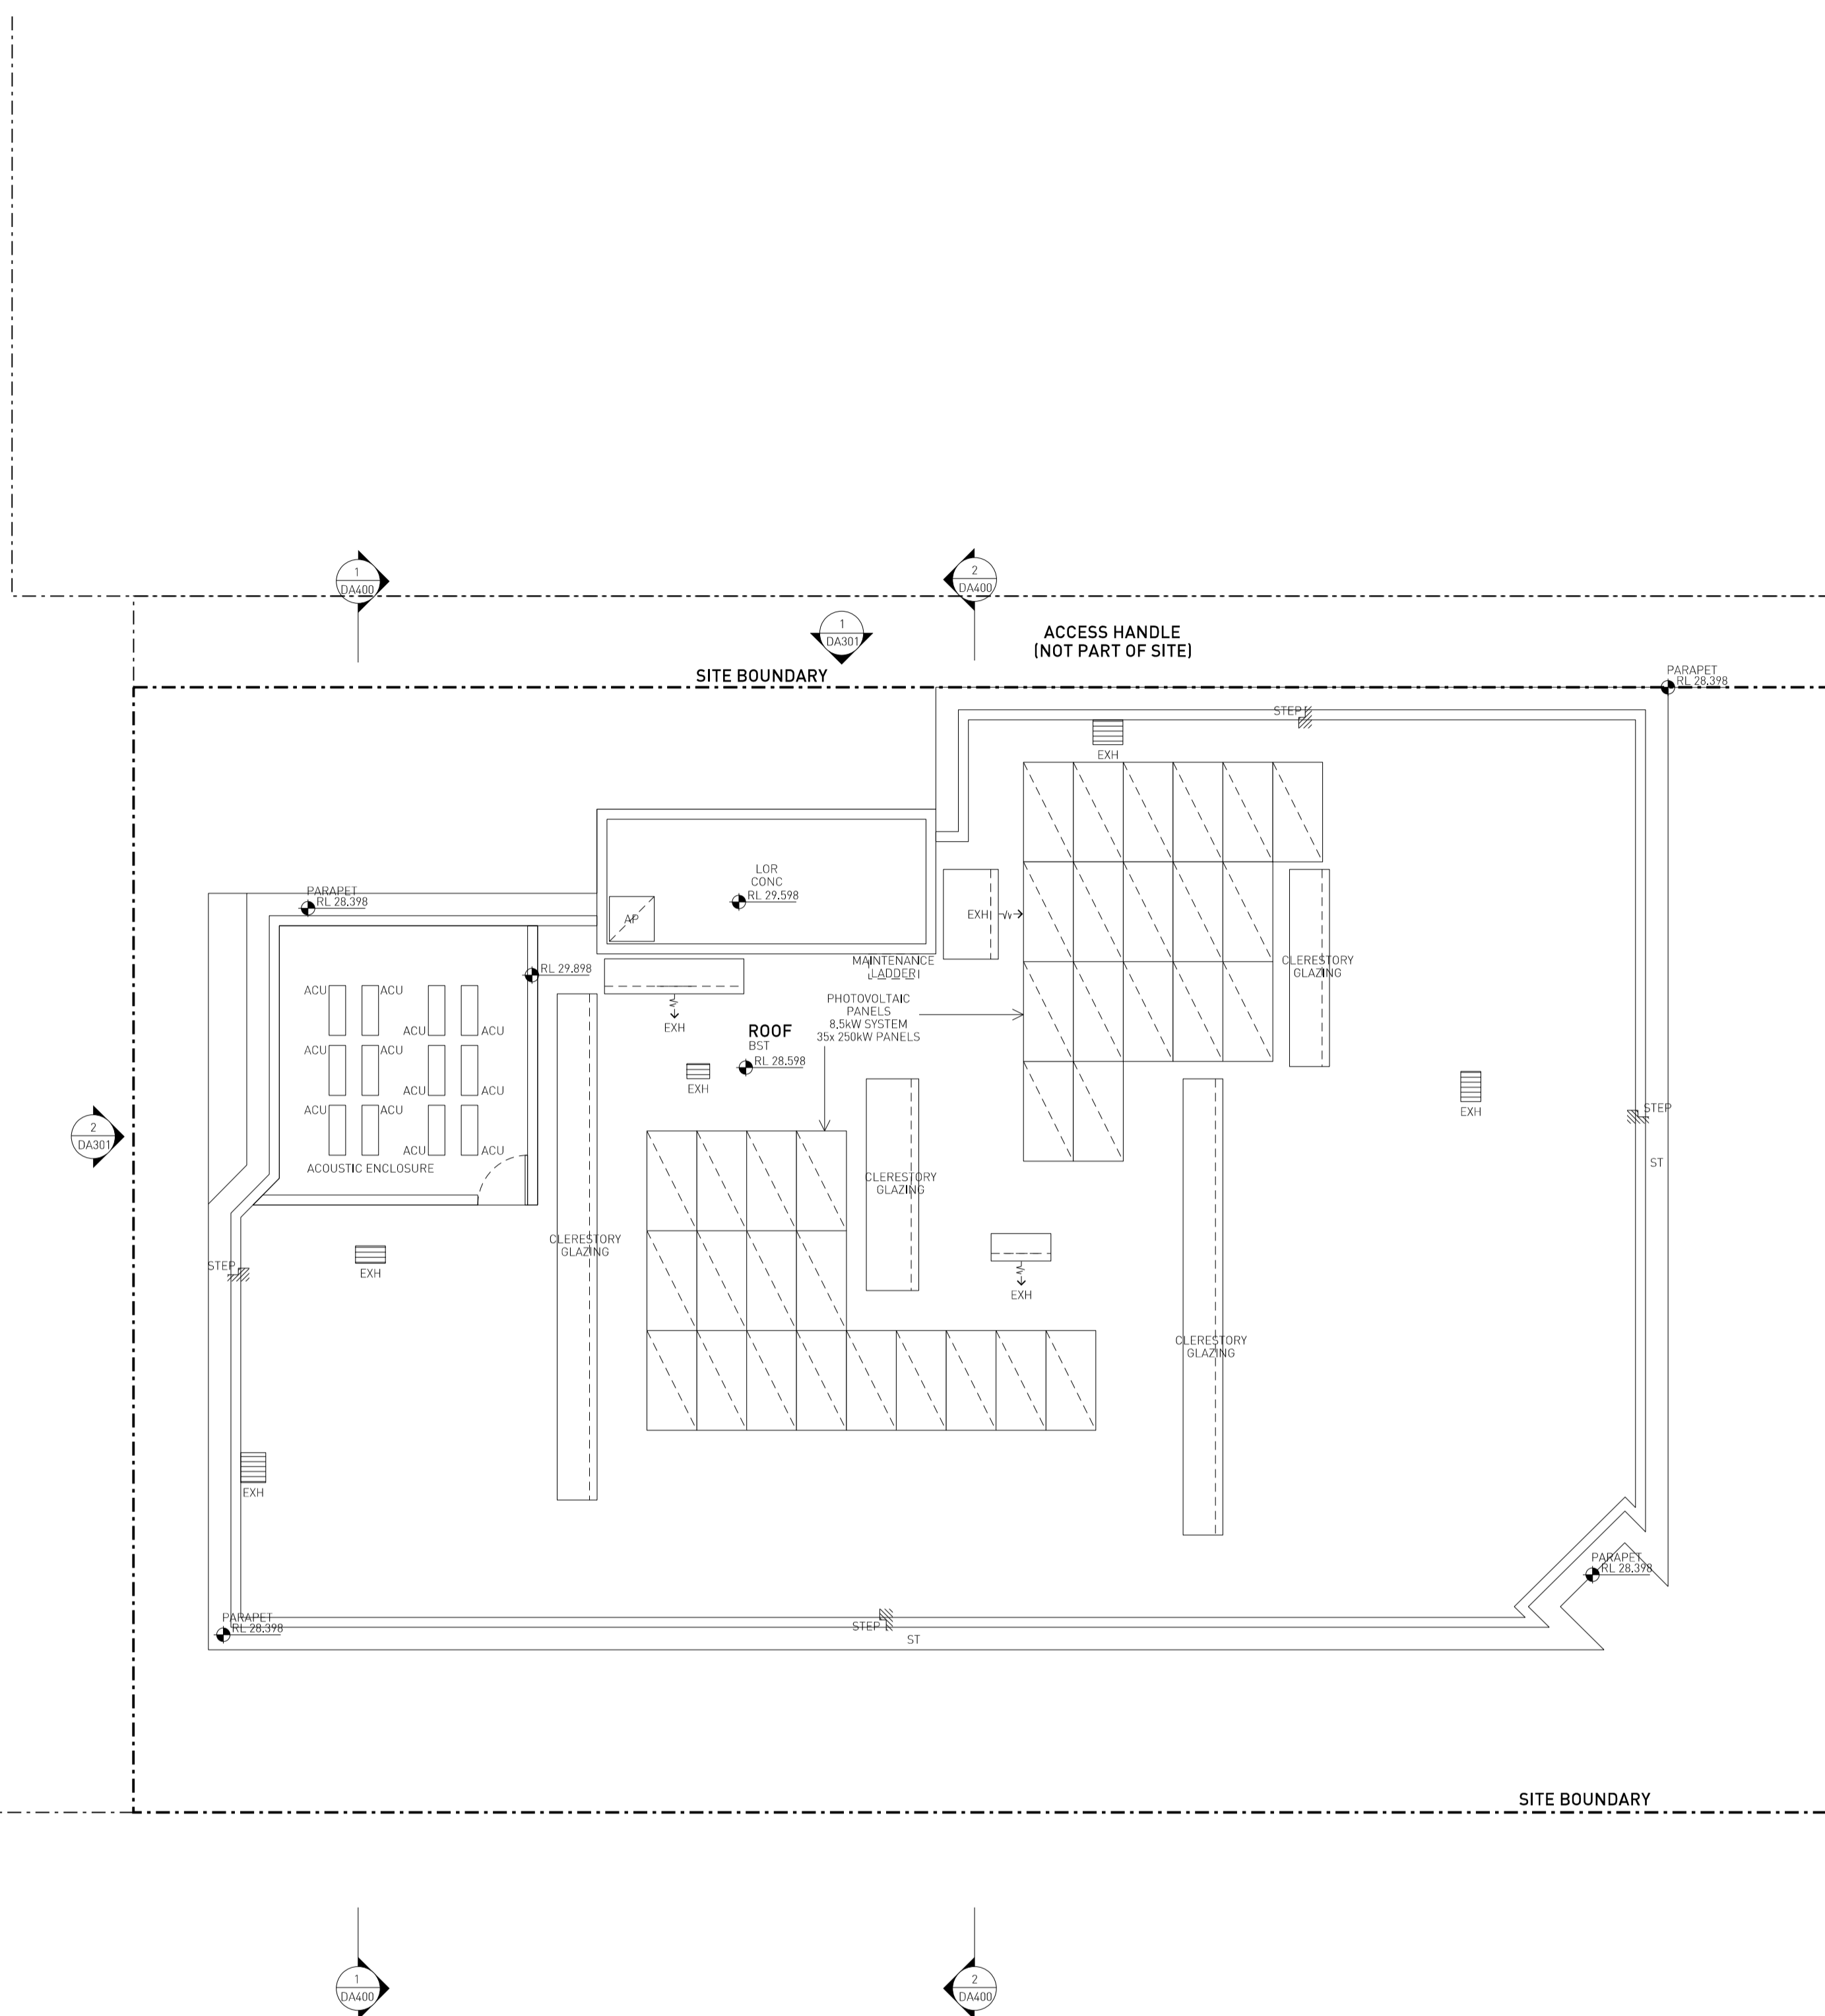 1
DA400
2
DA400
1
DA301
ACCESS HANDLE
(NOT PART OF SITE)
SITE BOUNDARY
PARAPET
RL 28.398
STEP
EXH
LOR
CONC
RL 29.598
AP
PARAPET
RL 28.398
EXH
MAINTENANCE
LADDER
CLERESTORY
GLAZING
RL 29.898
PHOTOVOLTAIC
PANELS
8.5kW SYSTEM
35x 250kW PANELS
EXH
ROOF
BST
RL 28.598
EXH
ACU
ACU
ACU
ACU
ACU
ACU
ACU
ACU
ACU
ACU
ACU
ACU
ACOUSTIC ENCLOSURE
2
DA301
EXH
STEP
ST
CLERESTORY
GLAZING
CLERESTORY
GLAZING
STEP
EXH
EXH
CLERESTORY
GLAZING
EXH
PARAPET
RL 28.398
PARAPET
RL 28.398
STEP
ST
SITE BOUNDARY
1
DA400
2
DA400